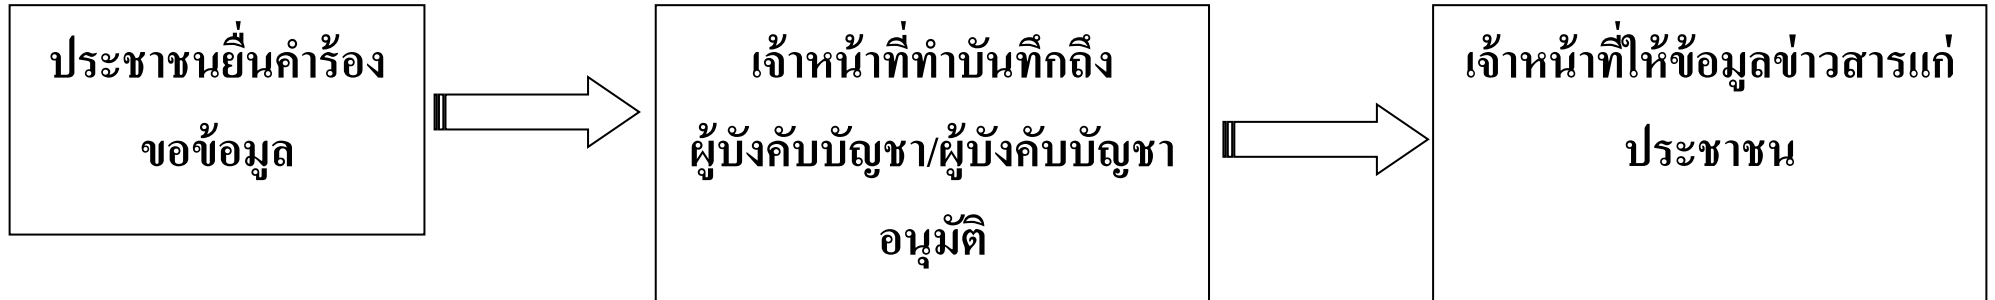 ประชาชนยื่นคำร้อง
ขอข้อมูล
เจ้าหน้าที่ทำบันทึกถึง
ผู้บังคับบัญชา/ผู้บังคับบัญชา
อนุมัติ
เจ้าหน้าที่ให้ข้อมูลข่าวสารแก่
ประชาชน